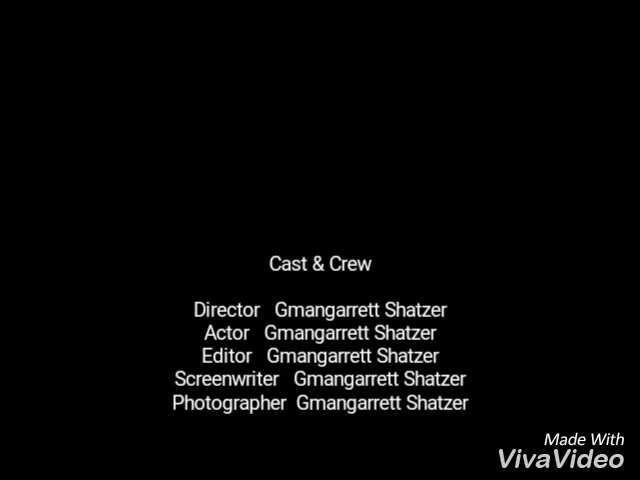 Cast & Crew
Director Gmangarrett Shatzer
Actor Gmangarrett Shatzer
Editor Gmangarrett Shatzer
Screenwriter Gmangarrett Shatzer
Photographer Gmangarrett Shatzer
Made With
VivaVideo